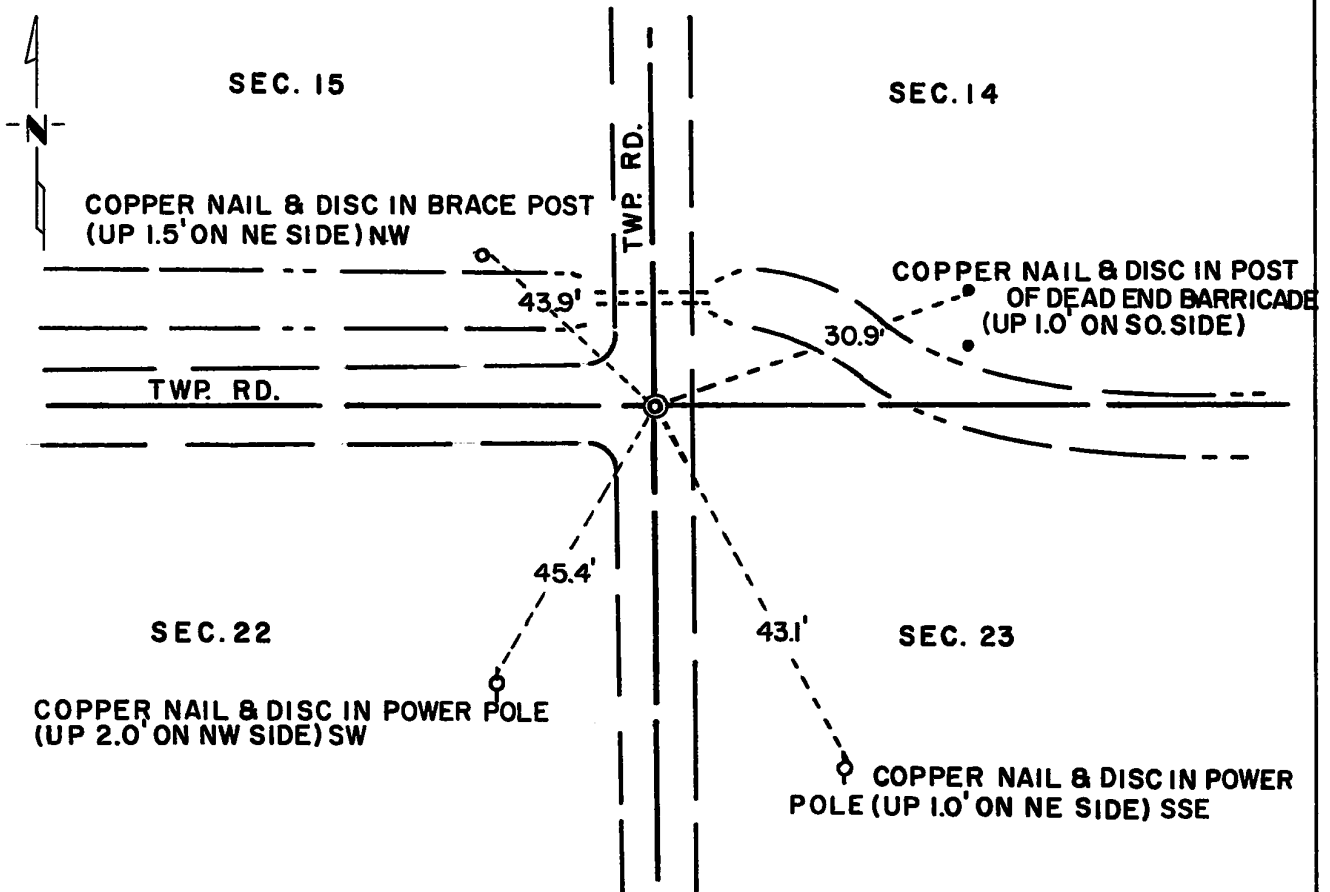 SEC. 15
SEC. 14
N
TWP. RD.
COPPER NAIL & DISC IN BRACE POST
(UP 1.5' ON NE SIDE) NW
COPPER NAIL & DISC IN POST
OF DEAD END BARRICADE
(UP 1.0' ON SO. SIDE)
43.9'
30.9'
TWP. RD.
45.4'
43.1'
SEC. 22
SEC. 23
COPPER NAIL & DISC IN POWER POLE
(UP 2.0' ON NW SIDE) SW
COPPER NAIL & DISC IN POWER
POLE (UP 1.0' ON NE SIDE) SSE